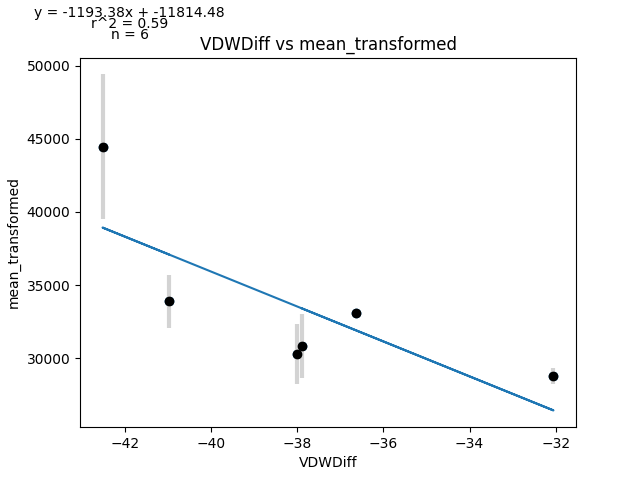 y = -1193.38x + -11814.48
r^2 = 0.59
n = 6
VDWDiff vs mean_transformed
50000
45000
40000
35000
30000
mean_transformed
−42
−40
−38
−36
−34
−32
VDWDiff